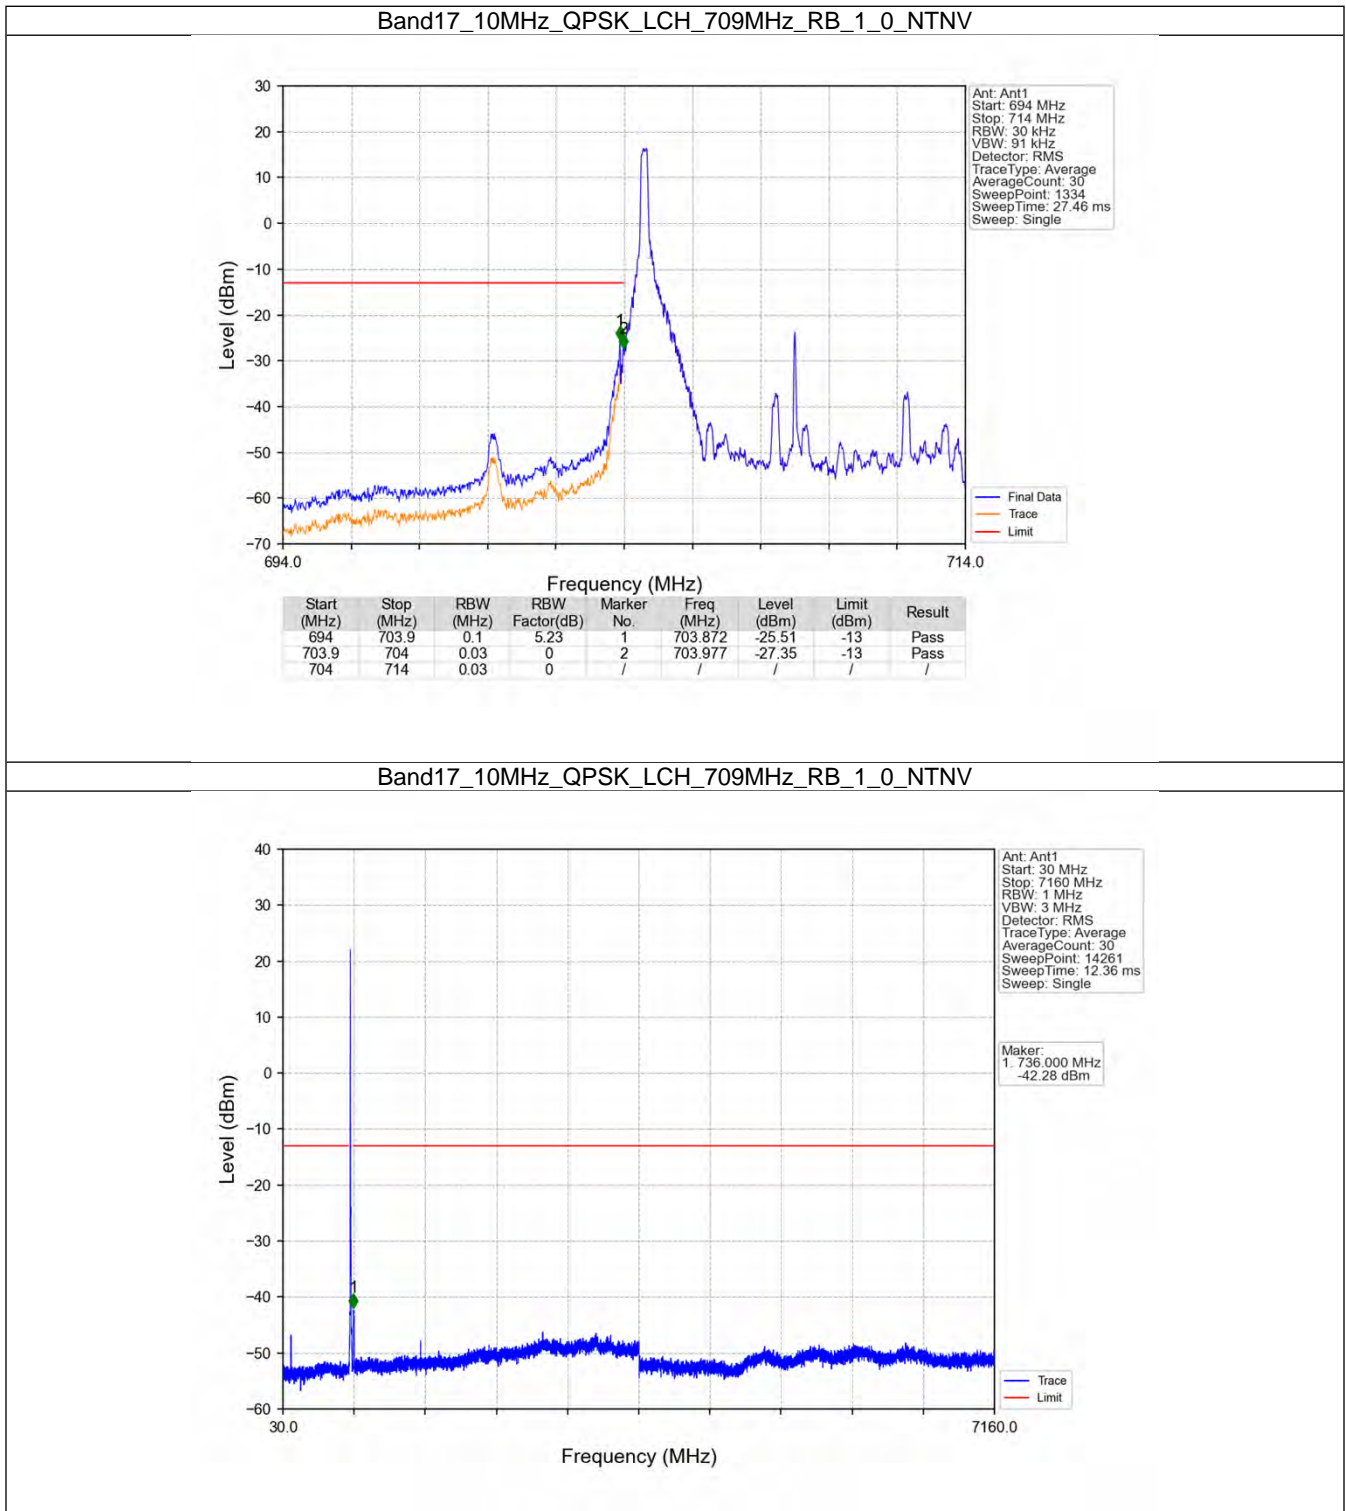 Band17_10MHz_QPSK_LCH_709MHz_RB_1_0_NTNV
30
20
10
0
−10
−20
−30
−40
−50
−60
−70
Level (dBm)
1
2
694.0
714.0
Frequency (MHz)
Ant: Ant1
Start: 694 MHz
Stop: 714 MHz
RBW: 30 kHz
VBW: 91 kHz
Detector: RMS
TraceType: Average
AverageCount: 30
SweepPoint: 1334
SweepTime: 27.46 ms
Sweep: Single
Final Data
Trace
Limit
Start (MHz) Stop (MHz) RBW (MHz) RBW Factor(dB) Marker No. Freq (MHz) Level (dBm) Limit (dBm) Result
694 703.9 0.1 5.23 1 703.872 -25.51 -13 Pass
703.9 704 0.03 0 2 703.977 -27.35 -13 Pass
704 714 0.03 0 / / / / /
Band17_10MHz_QPSK_LCH_709MHz_RB_1_0_NTNV
40
30
20
10
0
−10
−20
−30
−40
−50
−60
Level (dBm)
1
30.0
7160.0
Frequency (MHz)
Ant: Ant1
Start: 30 MHz
Stop: 7160 MHz
RBW: 1 MHz
VBW: 3 MHz
Detector: RMS
TraceType: Average
AverageCount: 30
SweepPoint: 14261
SweepTime: 12.36 ms
Sweep: Single
Maker:
1. 736.000 MHz
-42.28 dBm
Trace
Limit